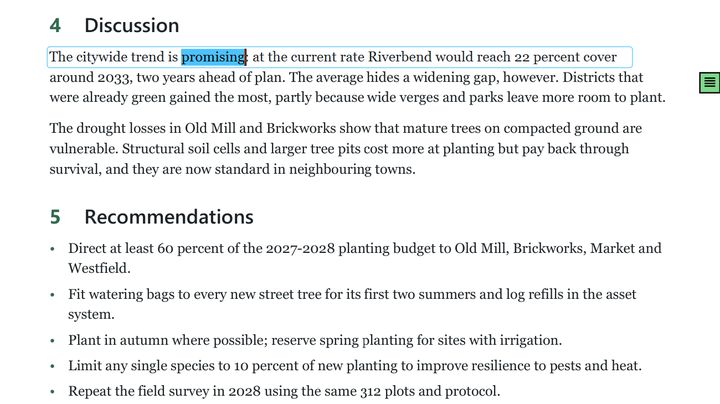 4 Discussion
The citywide trend is promising; at the current rate Riverbend would reach 22 percent cover
around 2033, two years ahead of plan. The average hides a widening gap, however. Districts that
were already green gained the most, partly because wide verges and parks leave more room to plant.
The drought losses in Old Mill and Brickworks show that mature trees on compacted ground are
vulnerable. Structural soil cells and larger tree pits cost more at planting but pay back through
survival, and they are now standard in neighbouring towns.
5 Recommendations
• Direct at least 60 percent of the 2027-2028 planting budget to Old Mill, Brickworks, Market and
Westfield.
• Fit watering bags to every new street tree for its first two summers and log refills in the asset
system.
• Plant in autumn where possible; reserve spring planting for sites with irrigation.
• Limit any single species to 10 percent of new planting to improve resilience to pests and heat.
• Repeat the field survey in 2028 using the same 312 plots and protocol.